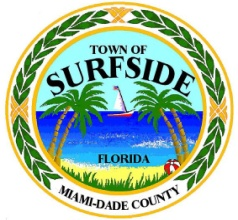 TOWN OF
SURFSIDE
FLORIDA
MIAMI-DADE COUNTY